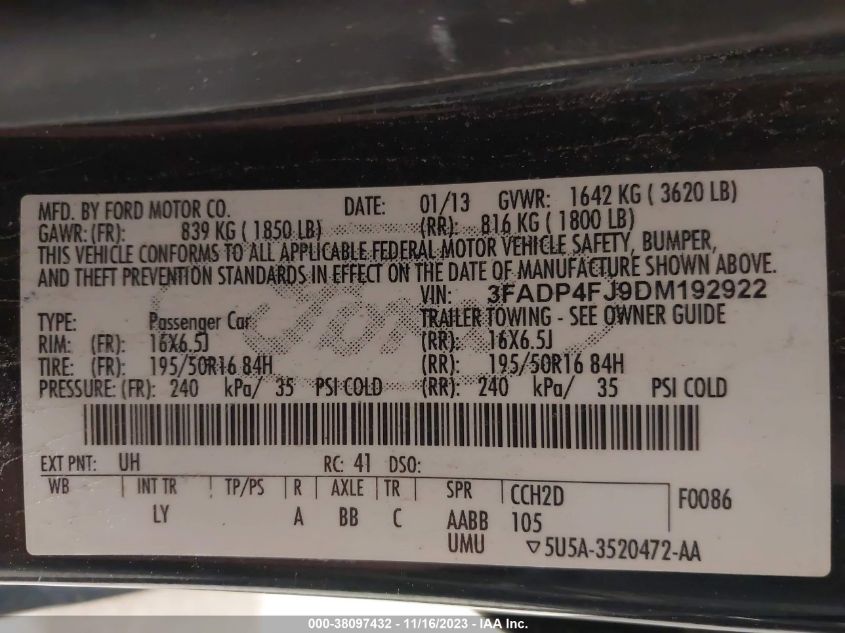 MFD. BY FORD MOTOR CO. DATE: 01/13 GVWR: 1642 KG ( 3620 LB)
GAWR: (FR): 839 KG ( 1850 LB) (RR): 816 KG ( 1800 LB)
THIS VEHICLE CONFORMS TO ALL APPLICABLE FEDERAL MOTOR VEHICLE SAFETY, BUMPER,
AND THEFT PREVENTION STANDARDS IN EFFECT ON THE DATE OF MANUFACTURE SHOWN ABOVE.
VIN: 3FADP4FJ9DM192922
TYPE: Passenger Car TRAILER TOWING - SEE OWNER GUIDE
RIM: (FR): 16X6.5J (RR): 16X6.5J
TIRE: (FR): 195/50R16 84H (RR): 195/50R16 84H
PRESSURE: (FR): 240 kPa/ 35 PSI COLD (RR): 240 kPa/ 35 PSI COLD
Ford
EXT PNT: UH RC: 41 DSO:
WB INT TR TP/PS R AXLE TR SPR CCH2D F0086
LY A BB C AABB 105
UMU ▽5U5A-3520472-AA
000-38097432 - 11/16/2023 - IAA Inc.